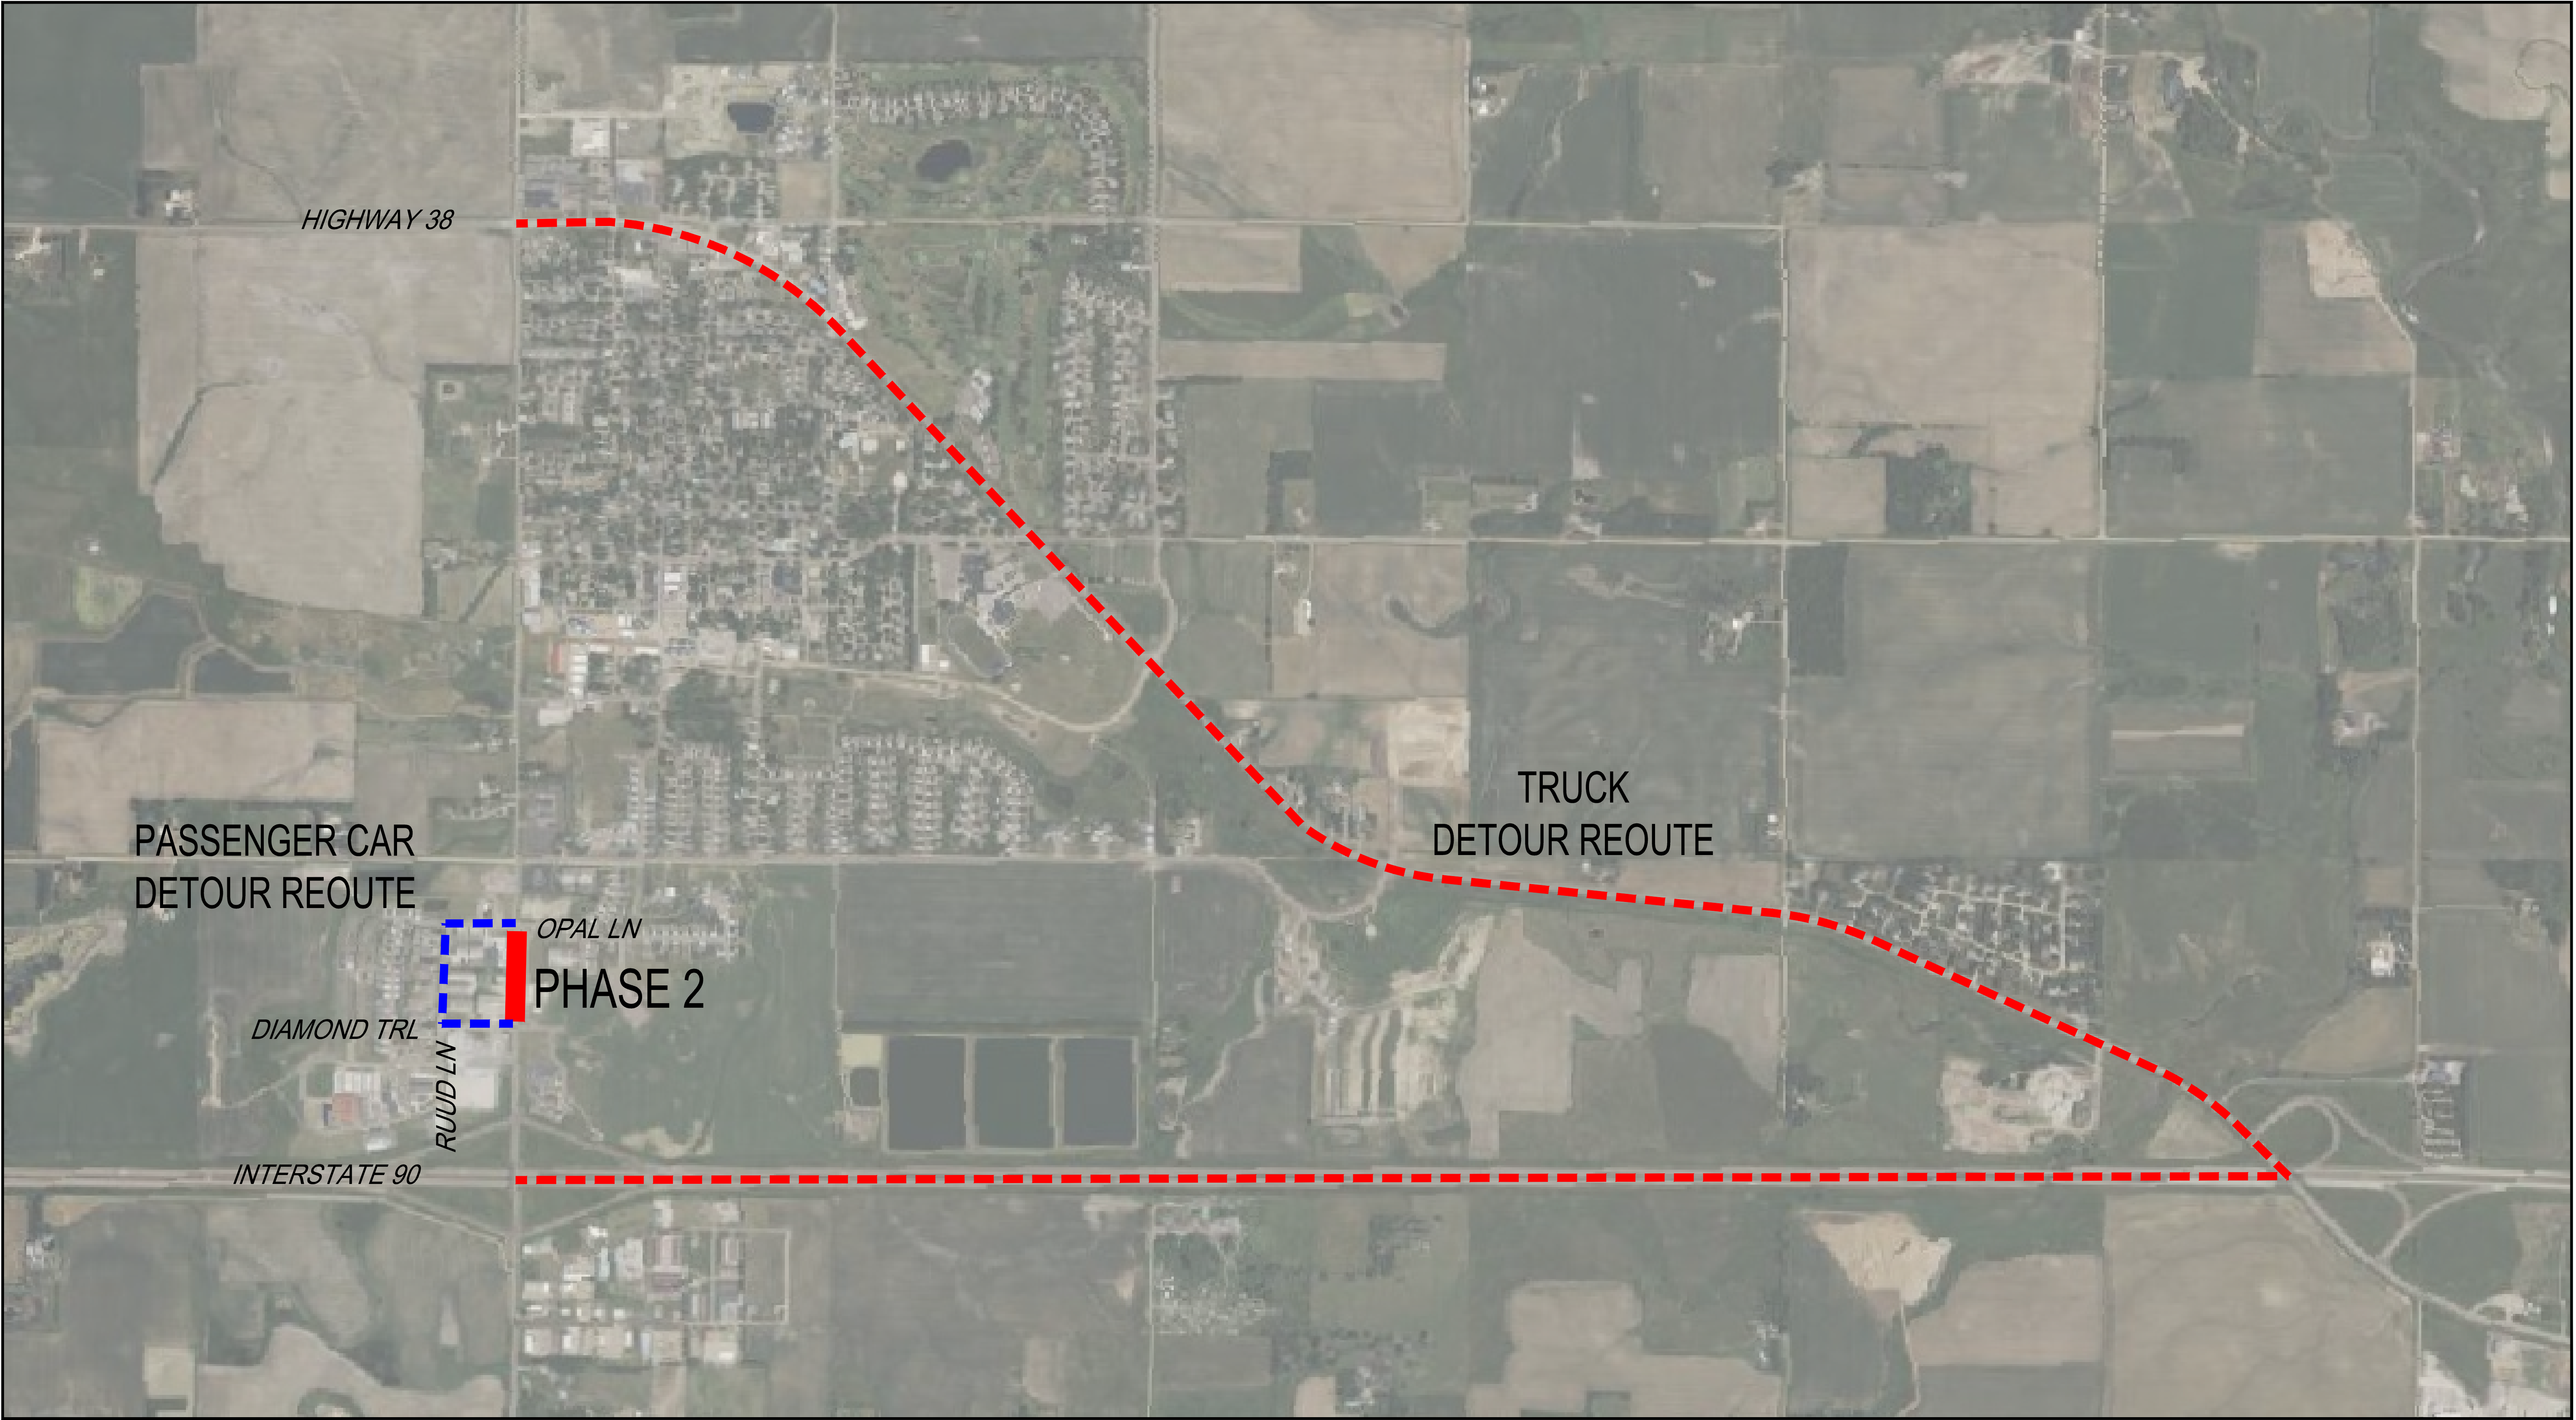 HIGHWAY 38
TRUCK
DETOUR REOUTE
PASSENGER CAR
DETOUR REOUTE
OPAL LN
PHASE 2
DIAMOND TRL
RUUD LN
INTERSTATE 90